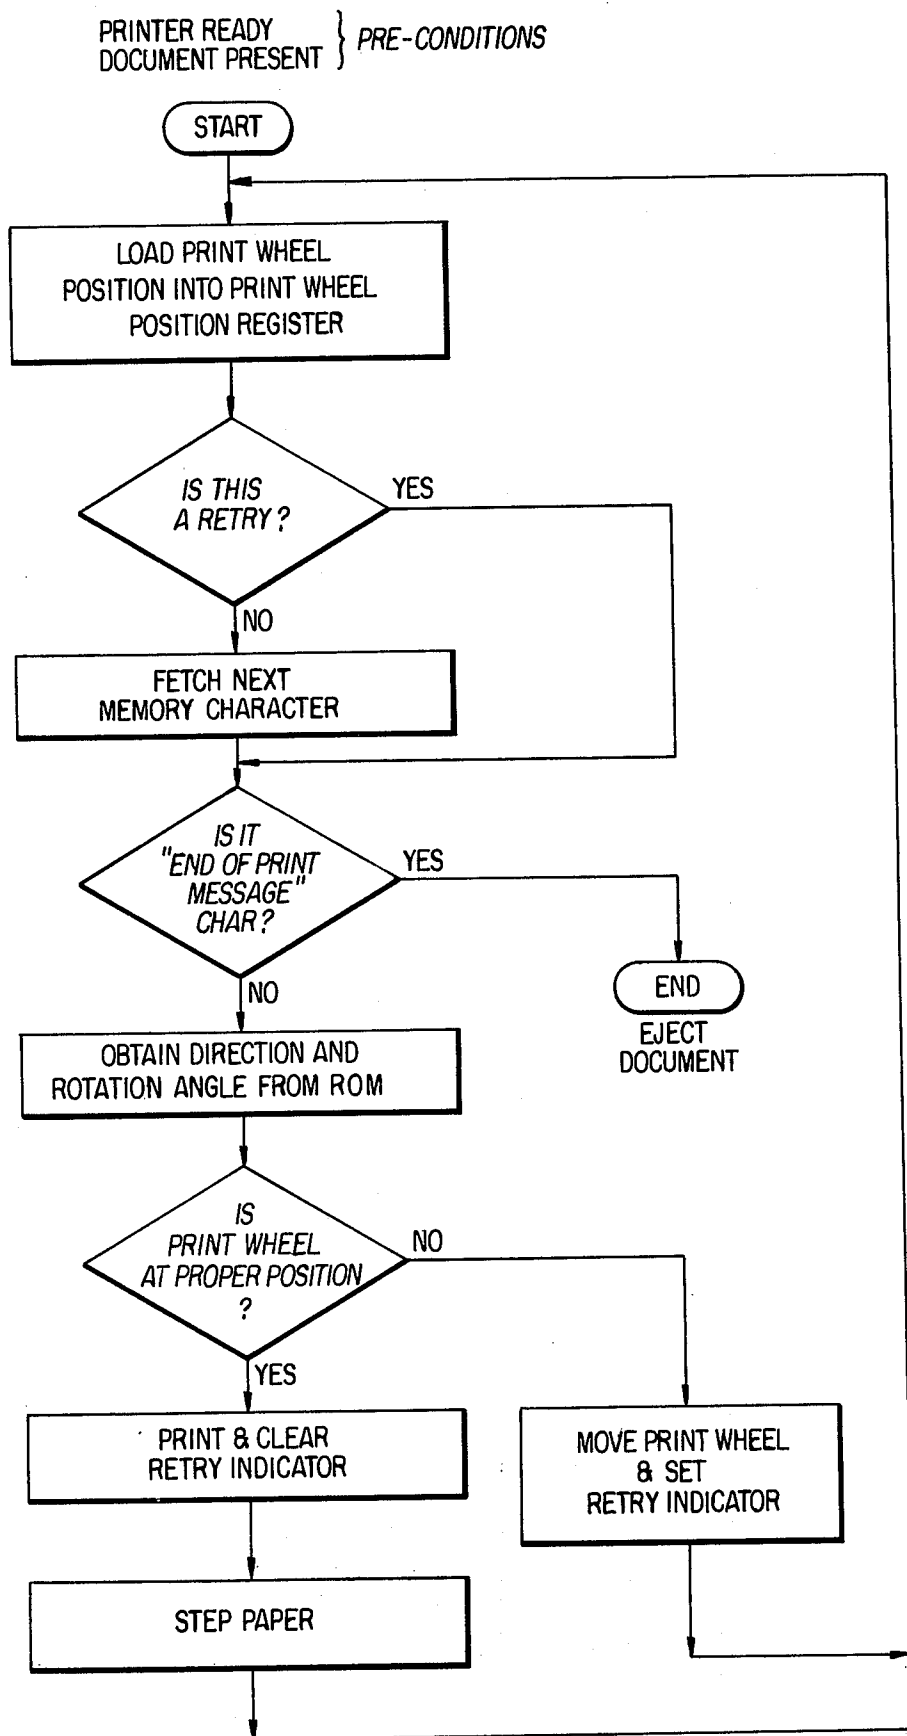 PRINTER READY
DOCUMENT PRESENT
} PRE-CONDITIONS
START
LOAD PRINT WHEEL
POSITION INTO PRINT WHEEL
POSITION REGISTER
IS THIS
A RETRY?
YES
NO
FETCH NEXT
MEMORY CHARACTER
IS IT
"END OF PRINT
MESSAGE"
CHAR?
YES
NO
END
EJECT
DOCUMENT
OBTAIN DIRECTION AND
ROTATION ANGLE FROM ROM
IS
PRINT WHEEL
AT PROPER POSITION
?
NO
YES
PRINT & CLEAR
RETRY INDICATOR
MOVE PRINT WHEEL
& SET
RETRY INDICATOR
STEP PAPER